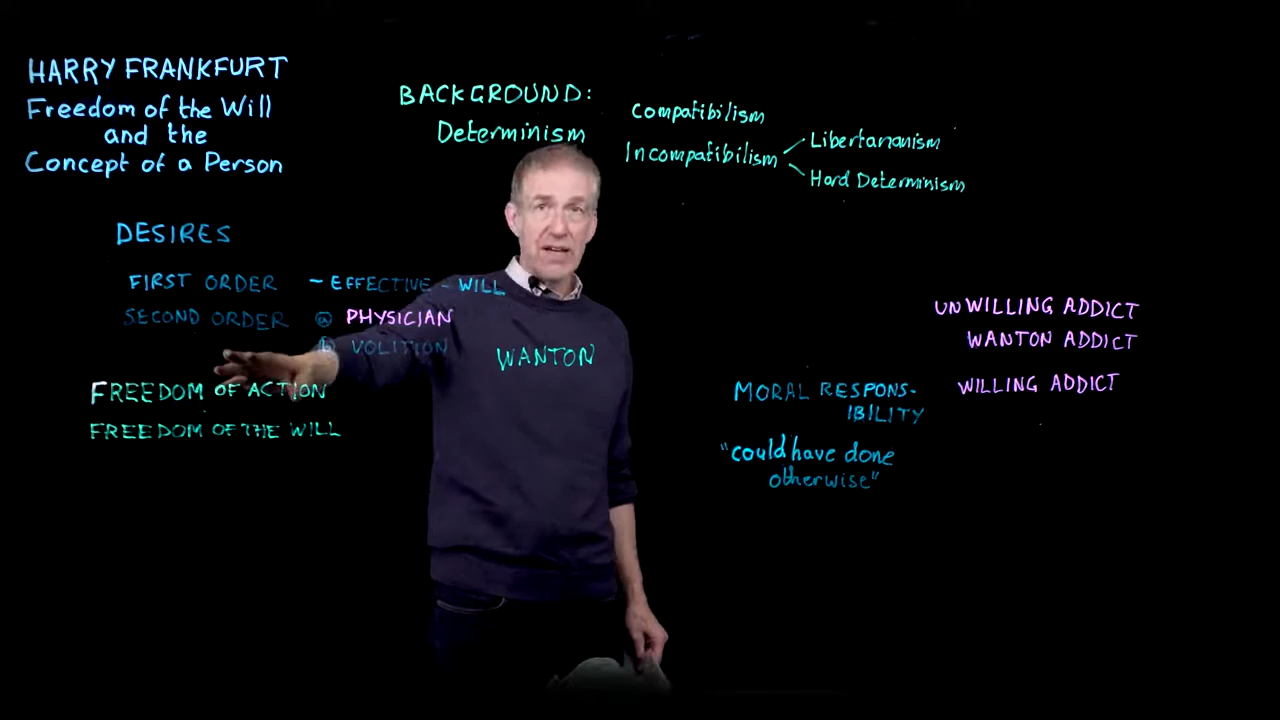 HARRY FRANKFURT
Freedom of the Will
and the
Concept of a Person
BACKGROUND:
Determinism
Compatibilism
Incompatibilism
Libertarianism
Hard Determinism
DESIRES
FIRST ORDER - EFFECTIVE - WILL
SECOND ORDER ⓐ PHYSICIAN
ⓑ VOLITION
WANTON
FREEDOM OF ACTION
FREEDOM OF THE WILL
MORAL RESPONS-
IBILITY
"could have done
otherwise"
UNWILLING ADDICT
WANTON ADDICT
WILLING ADDICT